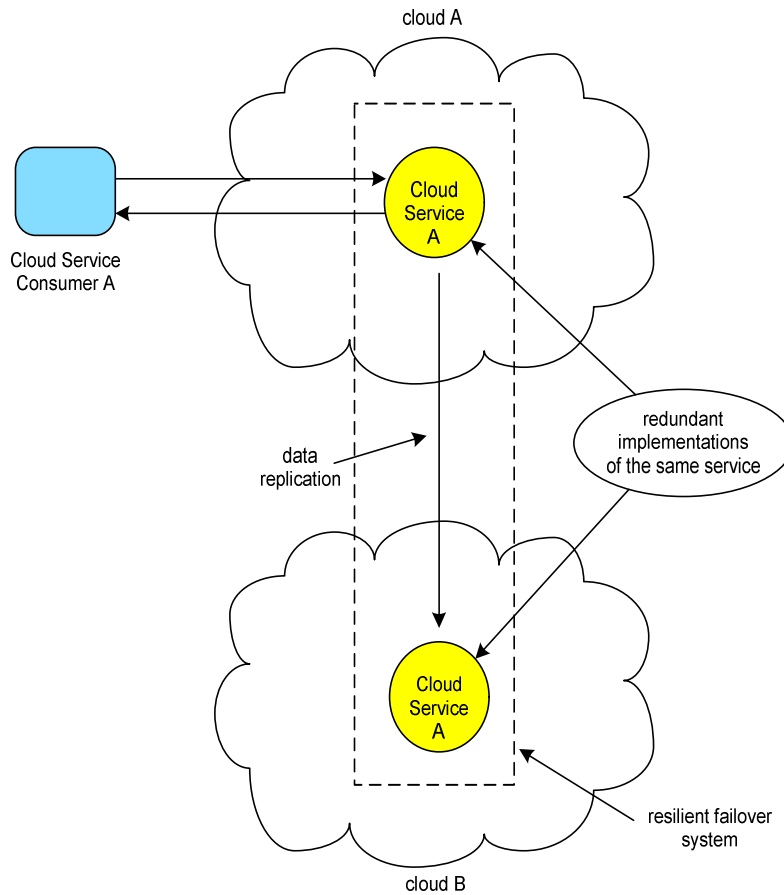 cloud A
Cloud
Service
A
Cloud Service
Consumer A
redundant
implementations
of the same service
data
replication
Cloud
Service
A
resilient failover
system
cloud B